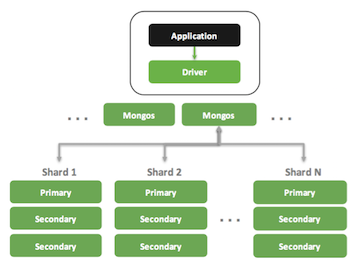 Application
Driver
... Mongos Mongos ...
Shard 1 Shard 2 Shard N
Primary Primary Primary
Secondary Secondary ... Secondary
Secondary Secondary Secondary